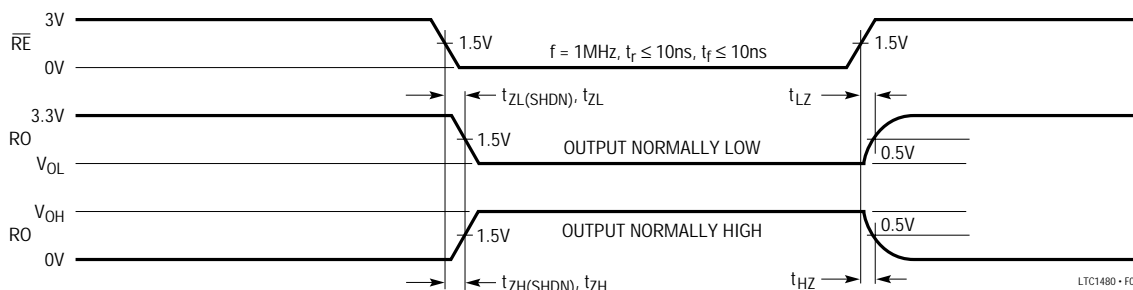 3V
RE
1.5V
f = 1MHz, tr ≤ 10ns, tf ≤ 10ns
1.5V
0V
tZL(SHDN), tZL
tLZ
3.3V
RO
1.5V
OUTPUT NORMALLY LOW
VOL
0.5V
VOH
RO
1.5V
OUTPUT NORMALLY HIGH
0.5V
0V
tZH(SHDN), tZH
tHZ
LTC1480 • F0